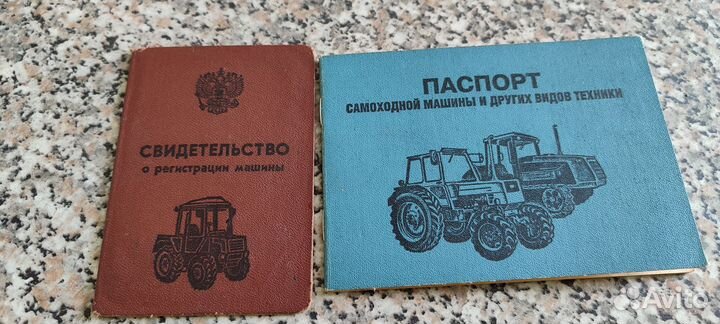 СВИДЕТЕЛЬСТВО
о регистрации машины
ПАСПОРТ
САМОХОДНОЙ МАШИНЫ И ДРУГИХ ВИДОВ ТЕХНИКИ
Avito